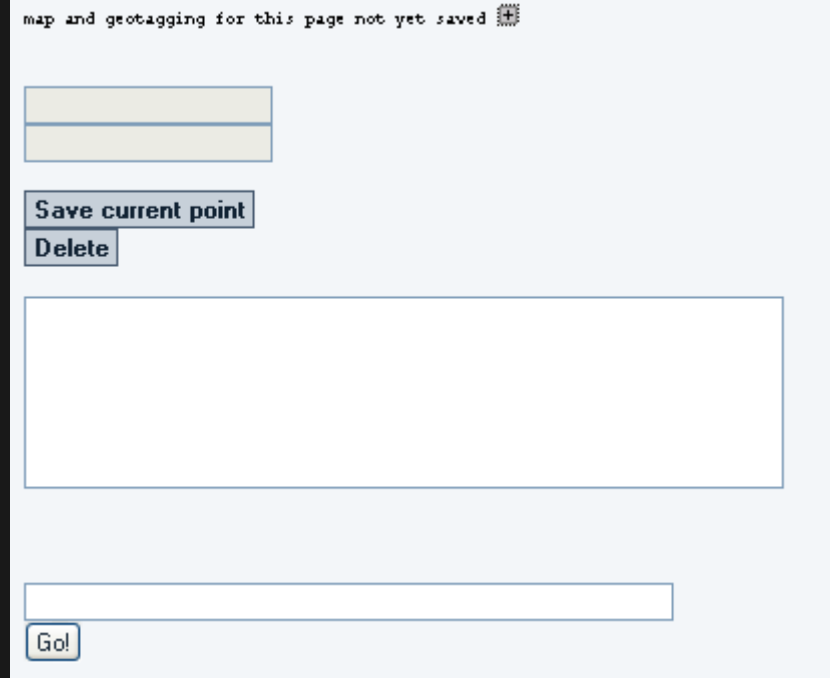 map and geotagging for this page not yet saved +
Save current point
Delete
Go!